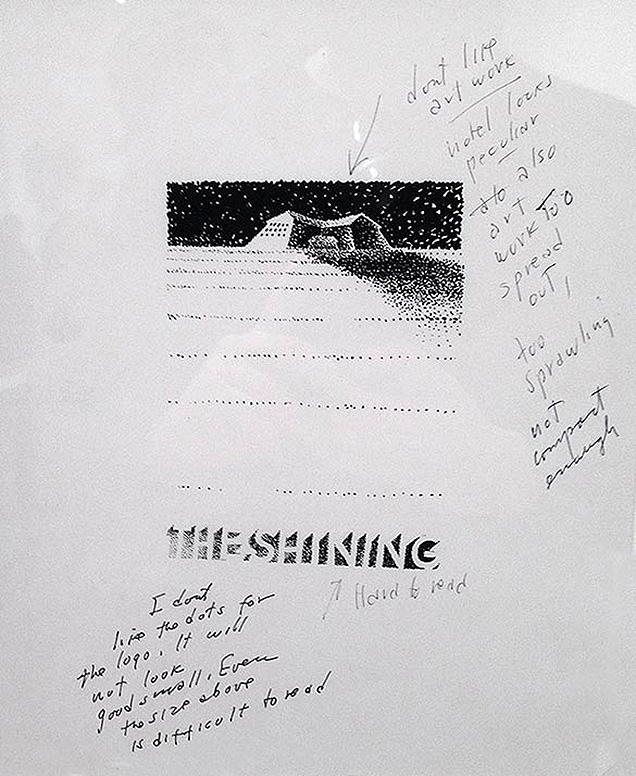 dont like
art work
hotel looks
peculiar
also
art
work too
spread
out,
too
sprawling.
not
compact
enough
THE SHINING
Hard to read
I dont
like the dots for
the logo. It will
not look
good small. Even
the size above
is difficult to read